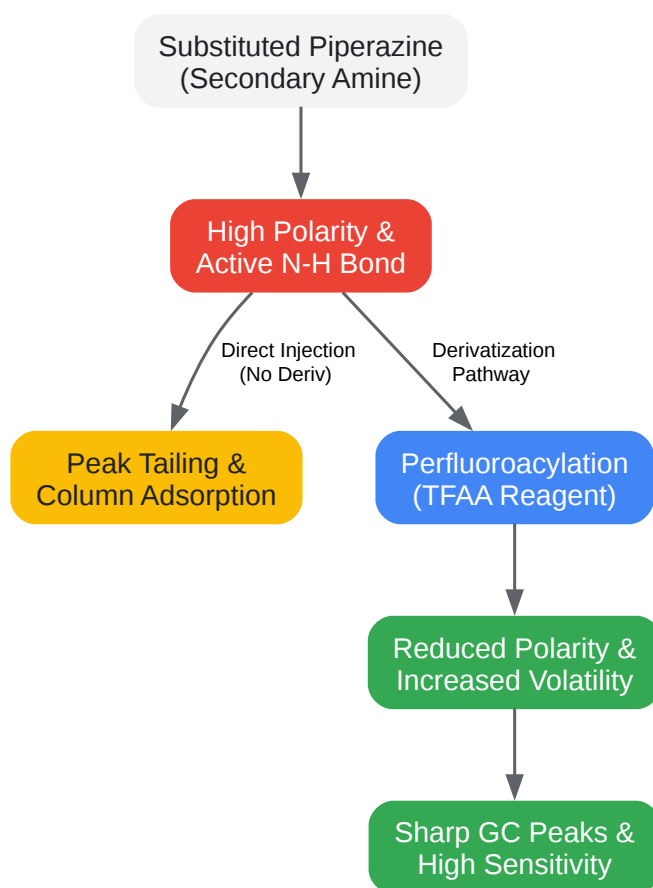 Substituted Piperazine
(Secondary Amine)
High Polarity &
Active N-H Bond
Direct Injection
(No Deriv)
Derivatization
Pathway
Peak Tailing &
Column Adsorption
Perfluoroacylation
(TFAA Reagent)
Reduced Polarity &
Increased Volatility
Sharp GC Peaks &
High Sensitivity